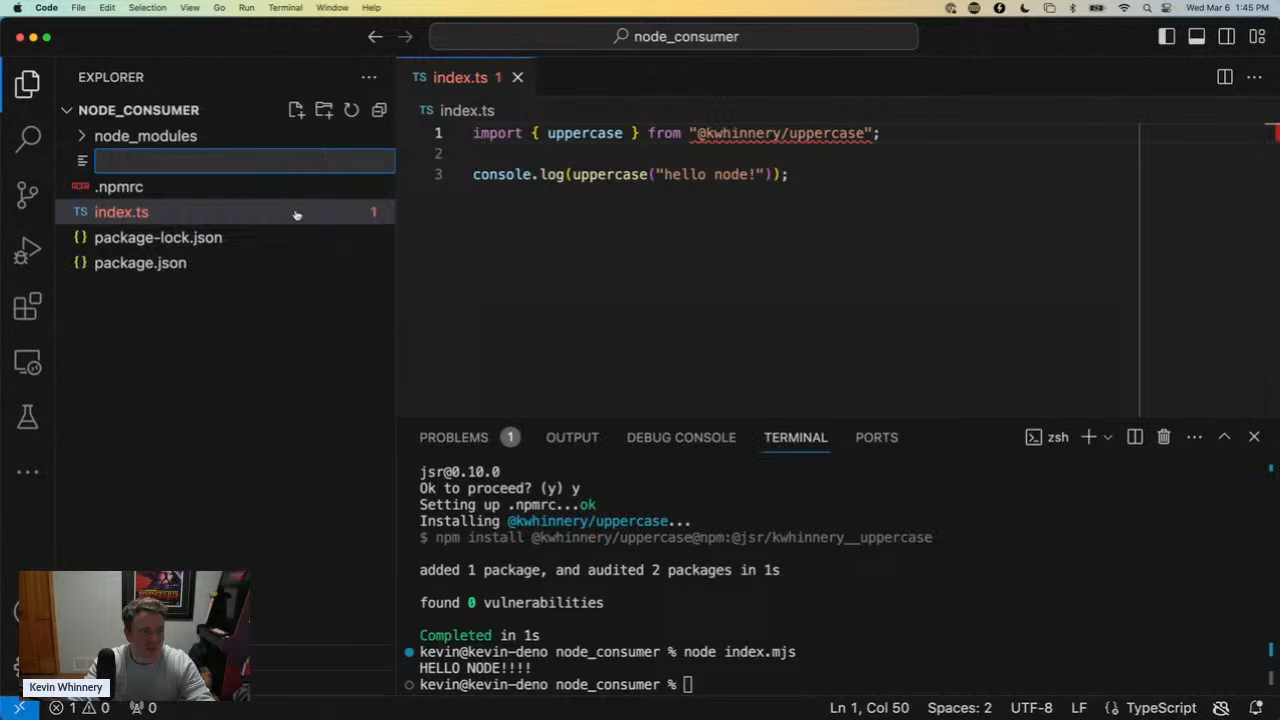 Code File Edit Selection View Go Run Terminal Window Help Wed Mar 6 1:45 PM
node_consumer
EXPLORER
NODE_CONSUMER
node_modules
.npmrc
TS index.ts 1
{} package-lock.json
{} package.json
TS index.ts 1
TS index.ts
1 import { uppercase } from "@kwhinnery/uppercase";
2
3 console.log(uppercase("hello node!"));
PROBLEMS 1 OUTPUT DEBUG CONSOLE TERMINAL PORTS zsh
jsr@0.10.0
Ok to proceed? (y) y
Setting up .npmrc...ok
Installing @kwhinnery/uppercase...
$ npm install @kwhinnery/uppercase@npm:@jsr/kwhinnery__uppercase
added 1 package, and audited 2 packages in 1s
found 0 vulnerabilities
Completed in 1s
kevin@kevin-deno node_consumer % node index.mjs
HELLO NODE!!!!
kevin@kevin-deno node_consumer %
Kevin Whinnery
1 0 0 Ln 1, Col 50 Spaces: 2 UTF-8 LF {} TypeScript